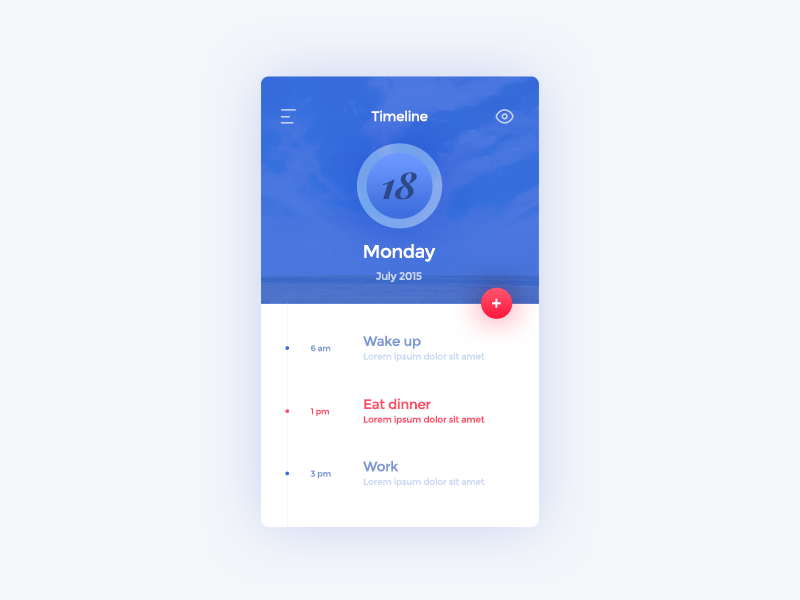 Timeline
18
Monday
July 2015
+
6 am
Wake up
Lorem ipsum dolor sit amet
1 pm
Eat dinner
Lorem ipsum dolor sit amet
3 pm
Work
Lorem ipsum dolor sit amet